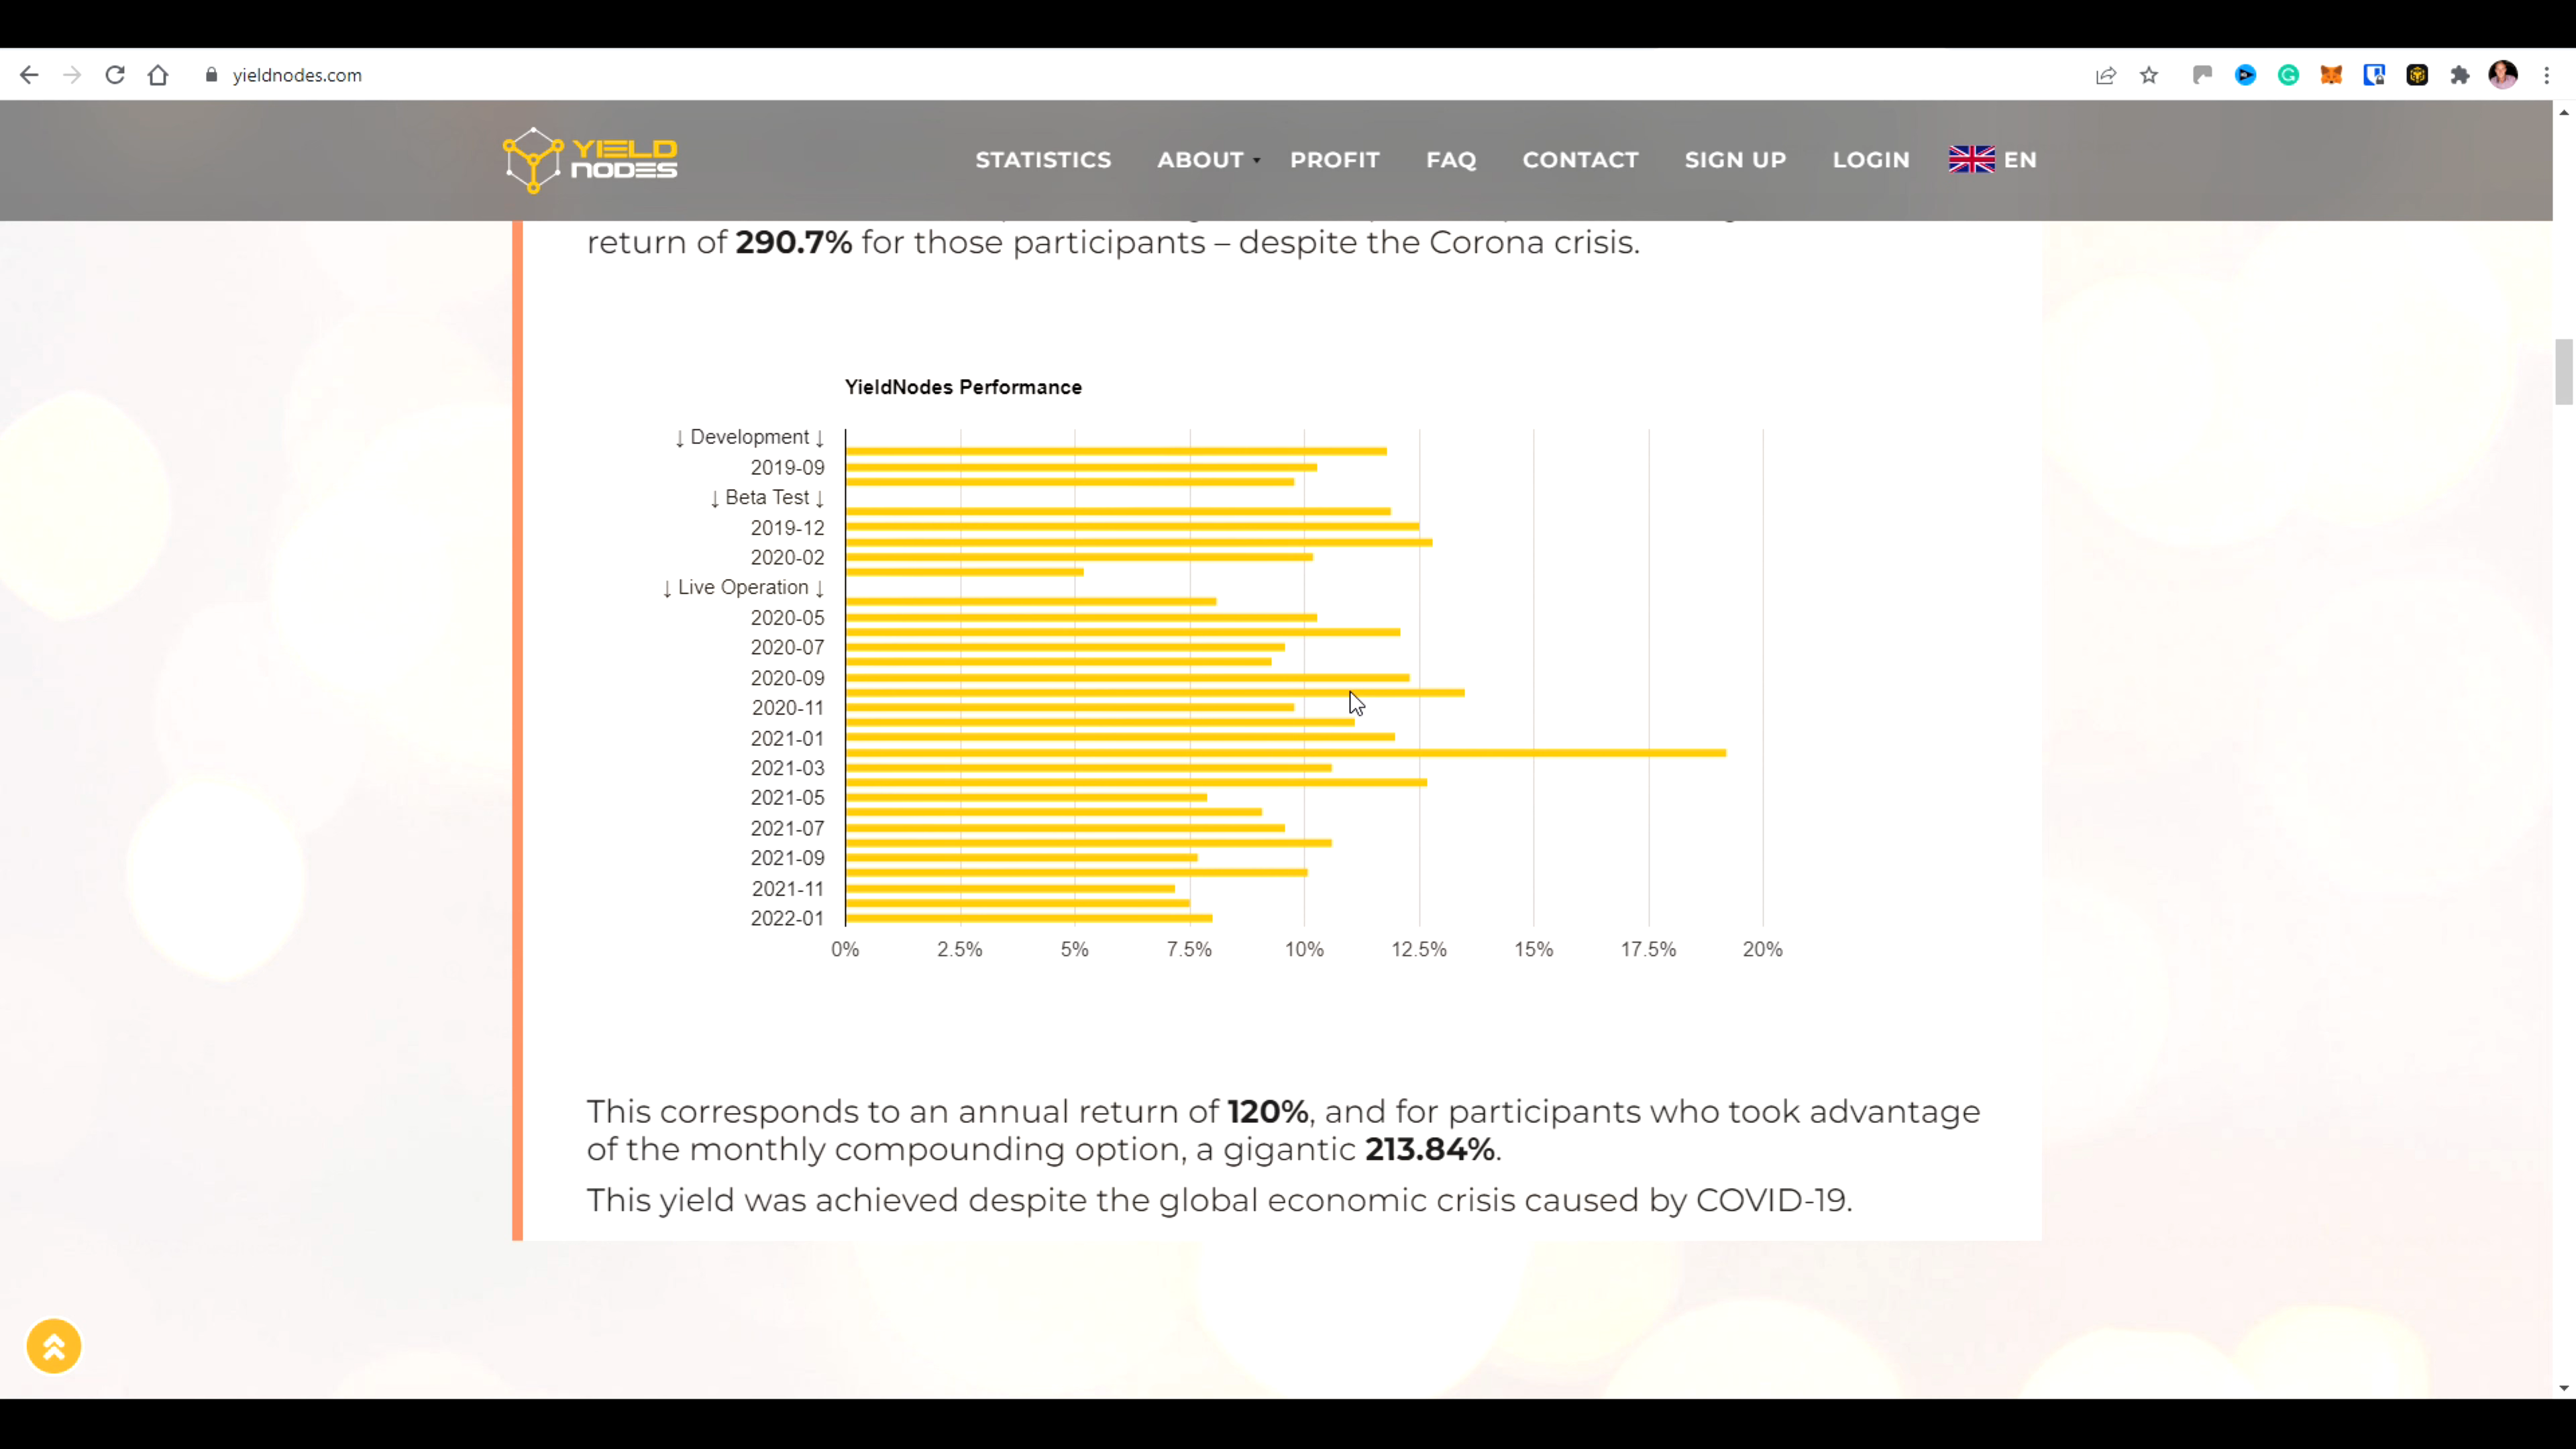 yieldnodes.com
YIELD
NODES
STATISTICS ABOUT PROFIT FAQ CONTACT SIGN UP LOGIN EN
return of 290.7% for those participants – despite the Corona crisis.
YieldNodes Performance
↓ Development ↓
2019-09
↓ Beta Test ↓
2019-12
2020-02
↓ Live Operation ↓
2020-05
2020-07
2020-09
2020-11
2021-01
2021-03
2021-05
2021-07
2021-09
2021-11
2022-01
0% 2.5% 5% 7.5% 10% 12.5% 15% 17.5% 20%
This corresponds to an annual return of 120%, and for participants who took advantage
of the monthly compounding option, a gigantic 213.84%.
This yield was achieved despite the global economic crisis caused by COVID-19.